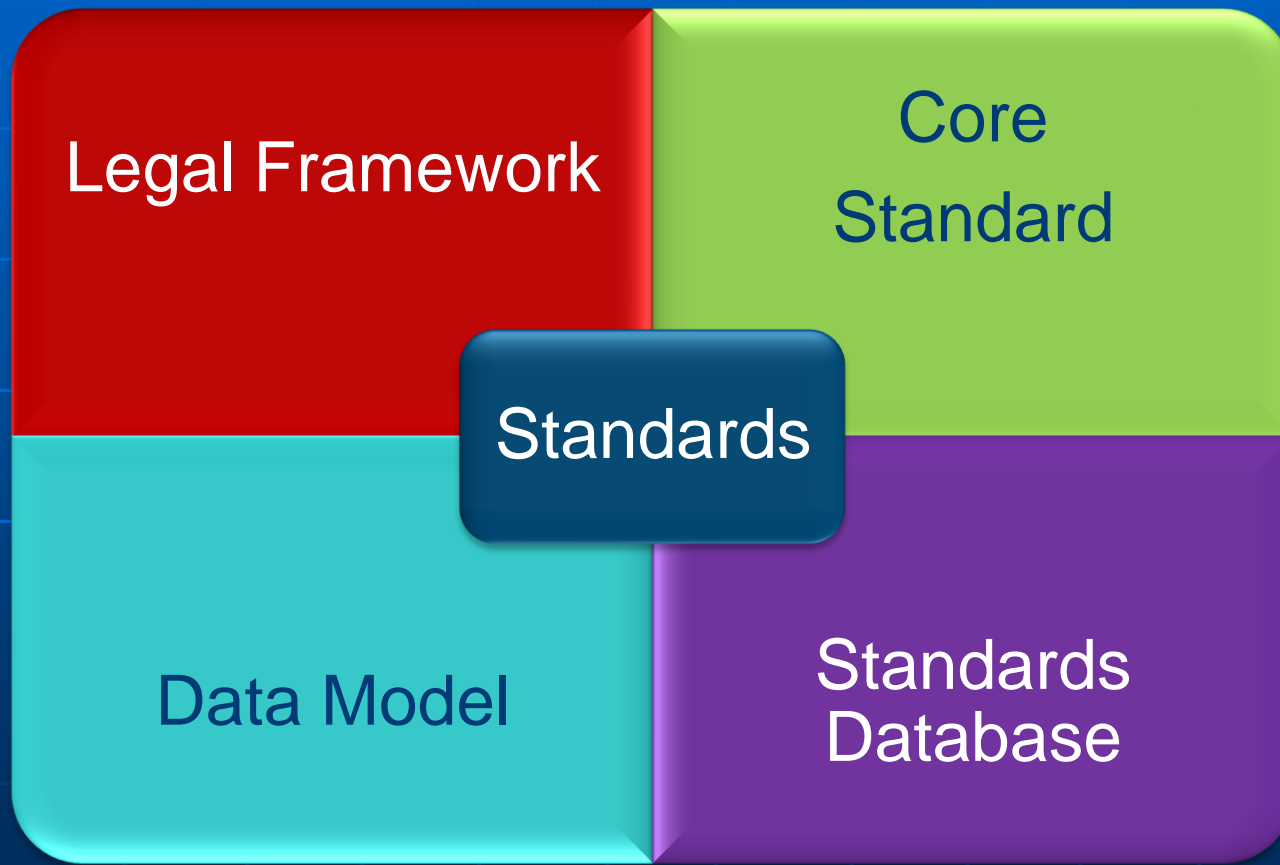 Legal Framework
Core
Standard
Standards
Data Model
Standards
Database